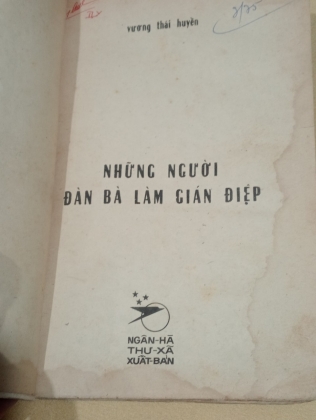 vương thái huyền
NHỮNG NGƯỜI
ĐÀN BÀ LÀM GIÁN ĐIỆP
NGÂN-HÀ
THƯ-XÃ
XUẤT-BẢN